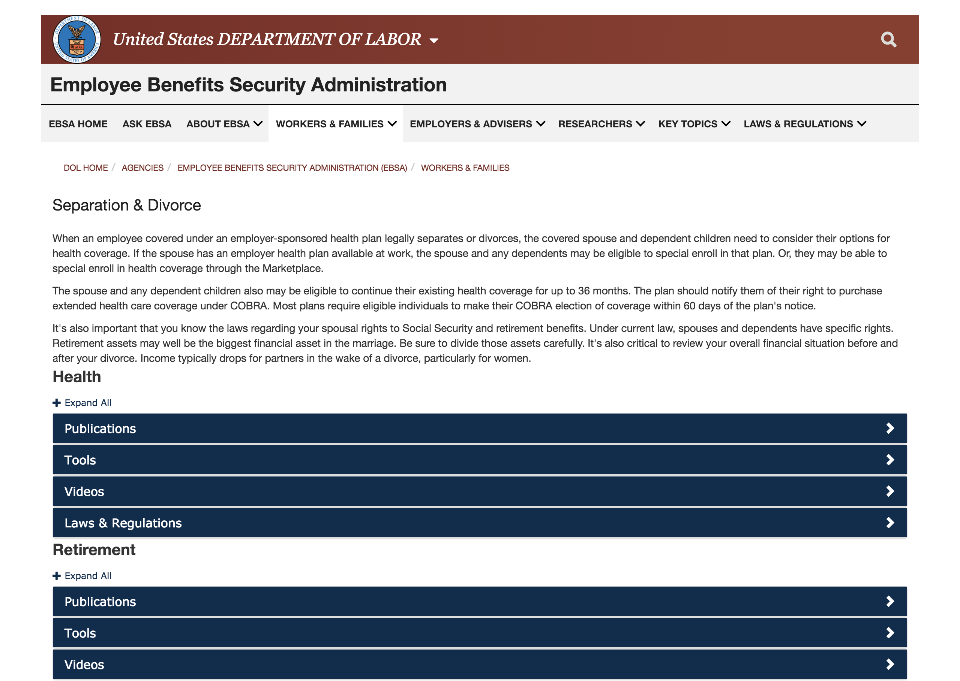 United States DEPARTMENT OF LABOR
Employee Benefits Security Administration
EBSA HOME ASK EBSA ABOUT EBSA WORKERS & FAMILIES EMPLOYERS & ADVISERS RESEARCHERS KEY TOPICS LAWS & REGULATIONS
DOL HOME / AGENCIES / EMPLOYEE BENEFITS SECURITY ADMINISTRATION (EBSA) / WORKERS & FAMILIES
Separation & Divorce
When an employee covered under an employer-sponsored health plan legally separates or divorces, the covered spouse and dependent children need to consider their options for
health coverage. If the spouse has an employer health plan available at work, the spouse and any dependents may be eligible to special enroll in that plan. Or, they may be able to
special enroll in health coverage through the Marketplace.
The spouse and any dependent children also may be eligible to continue their existing health coverage for up to 36 months. The plan should notify them of their right to purchase
extended health care coverage under COBRA. Most plans require eligible individuals to make their COBRA election of coverage within 60 days of the plan's notice.
It's also important that you know the laws regarding your spousal rights to Social Security and retirement benefits. Under current law, spouses and dependents have specific rights.
Retirement assets may well be the biggest financial asset in the marriage. Be sure to divide those assets carefully. It's also critical to review your overall financial situation before and
after your divorce. Income typically drops for partners in the wake of a divorce, particularly for women.
Health
+ Expand All
Publications
Tools
Videos
Laws & Regulations
Retirement
+ Expand All
Publications
Tools
Videos